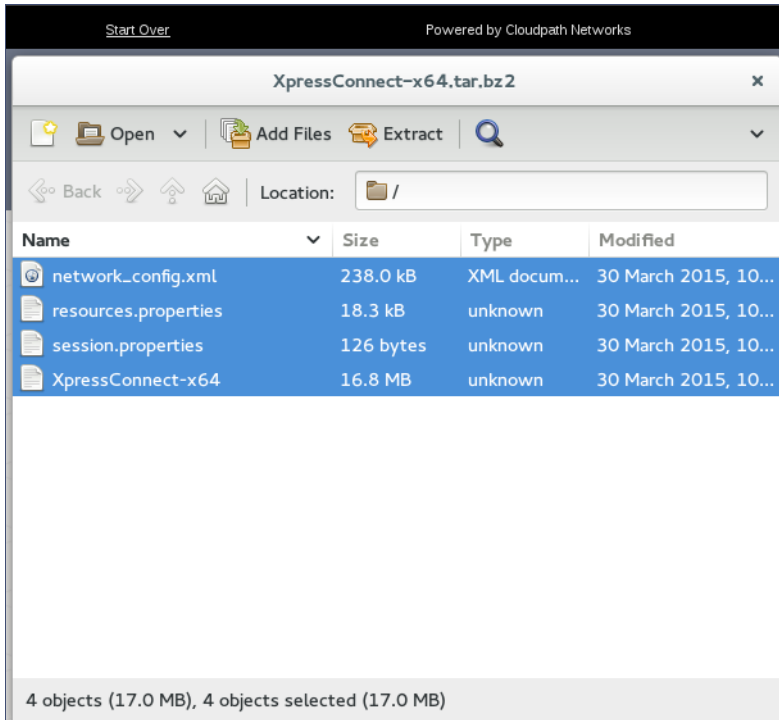 Start Over Powered by Cloudpath Networks
XpressConnect-x64.tar.bz2
Open Add Files Extract
Back Location: /
Name Size Type Modified
network_config.xml 238.0 kB XML docum... 30 March 2015, 10...
resources.properties 18.3 kB unknown 30 March 2015, 10...
session.properties 126 bytes unknown 30 March 2015, 10...
XpressConnect-x64 16.8 MB unknown 30 March 2015, 10...
4 objects (17.0 MB), 4 objects selected (17.0 MB)